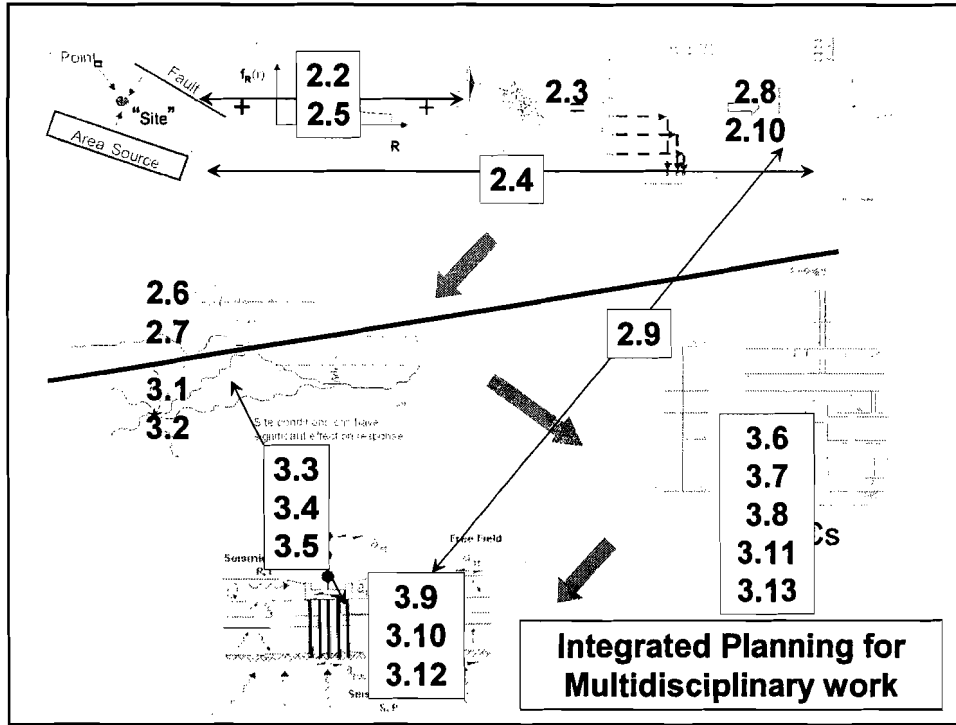 Point
Fault
f_R(r)
2.2
2.5
+
+
2.3
2.8
2.10
"Site"
Area Source
R
2.4
2.6
2.7
2.9
3.1
3.2
Site conditions can have
significant effect on response
3.3
3.4
3.5
3.6
3.7
3.8
3.11
3.13
Cs
Free Field
3.9
3.10
3.12
Integrated Planning for
Multidisciplinary work